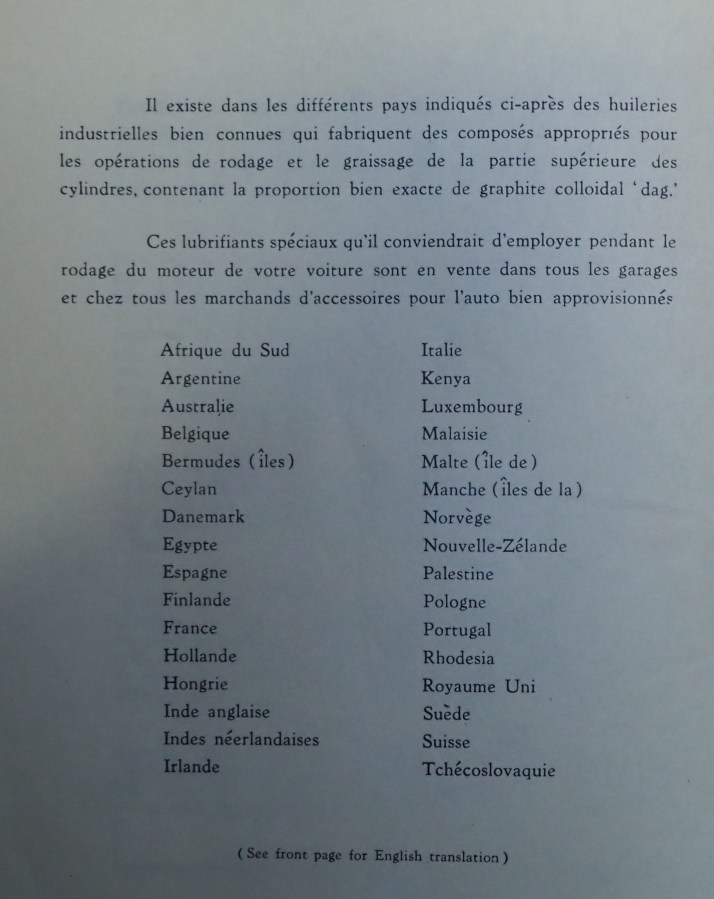 Il existe dans les différents pays indiqués ci-après des huileries
industrielles bien connues qui fabriquent des composés appropriés pour
les opérations de rodage et le graissage de la partie supérieure des
cylindres, contenant la proportion bien exacte de graphite colloidal ‘dag.’
Ces lubrifiants spéciaux qu'il conviendrait d'employer pendant le
rodage du moteur de votre voiture sont en vente dans tous les garages
et chez tous les marchands d'accessoires pour l'auto bien approvisionnés
Afrique du Sud
Argentine
Australie
Belgique
Bermudes (îles)
Ceylan
Danemark
Egypte
Espagne
Finlande
France
Hollande
Hongrie
Inde anglaise
Indes néerlandaises
Irlande
Italie
Kenya
Luxembourg
Malaisie
Malte (île de)
Manche (îles de la)
Norvège
Nouvelle-Zélande
Palestine
Pologne
Portugal
Rhodesia
Royaume Uni
Suède
Suisse
Tchécoslovaquie
(See front page for English translation)